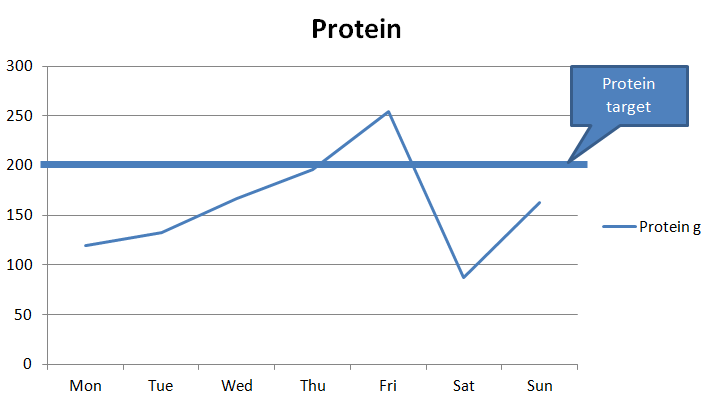 Protein
300
250
200
150
100
50
0
Mon Tue Wed Thu Fri Sat Sun
Protein
target
Protein g